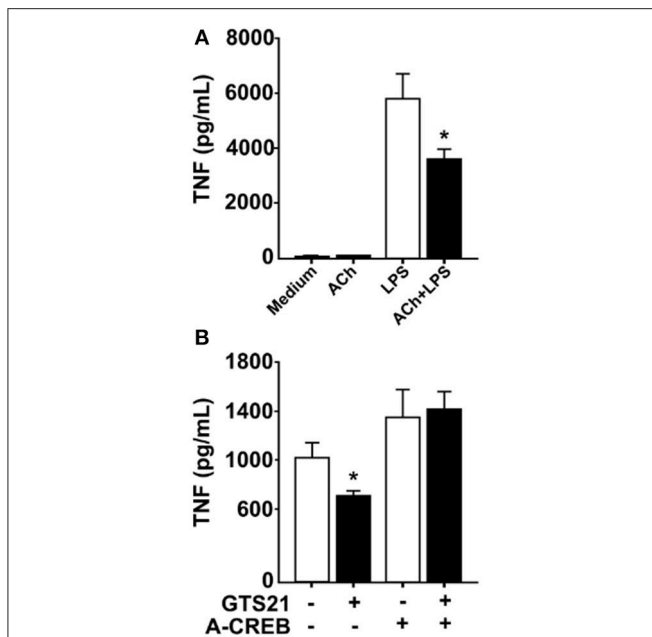 A
TNF (pg/mL)
8000
6000
4000
2000
0
*
Medium
ACh
LPS
ACh+LPS
B
TNF (pg/mL)
1800
1400
1000
600
0
*
GTS21 - + - +
A-CREB - - + +